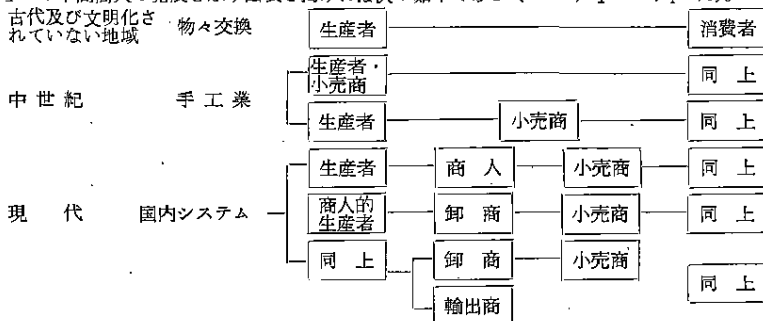 古代及び文明化さ
れていない地域 物々交換 生産者 消費者
生産者・
小売商 同上
中世紀 手工業
生産者 小売商 同上
生産者 商人 小売商 同上
現代 国内システム 商人的
生産者 卸商 小売商 同上
同上 卸商 小売商
同上
輸出商